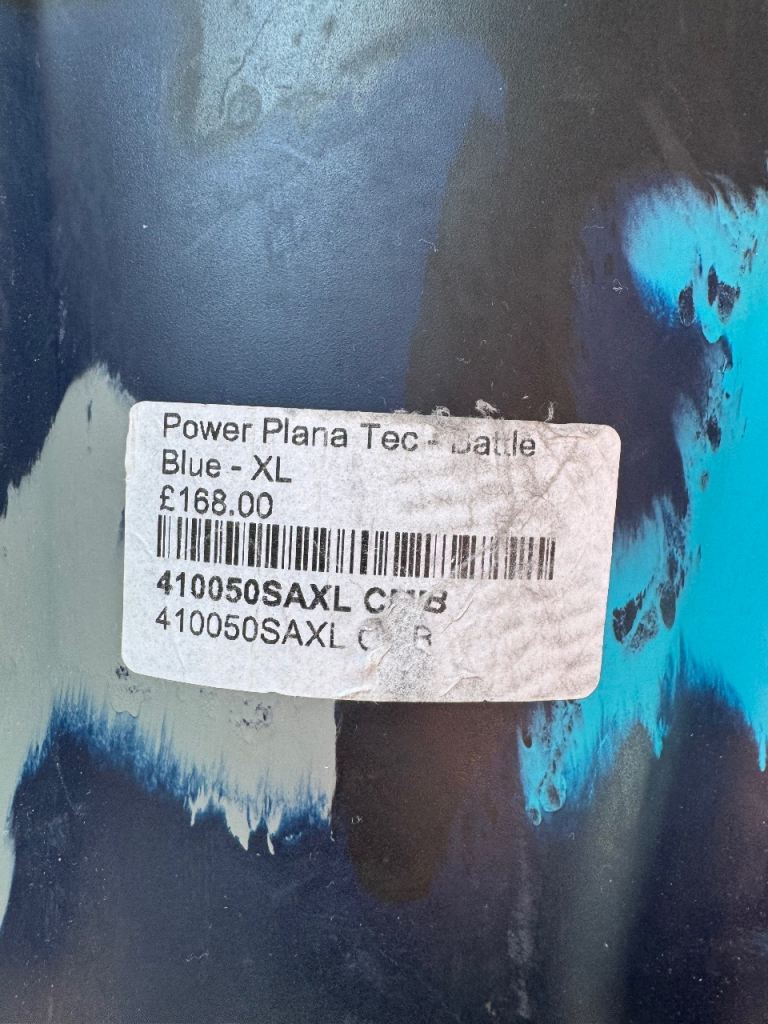 Power Plana Tec - Battle
Blue - XL
£168.00
410050SAXL
410050SAXL